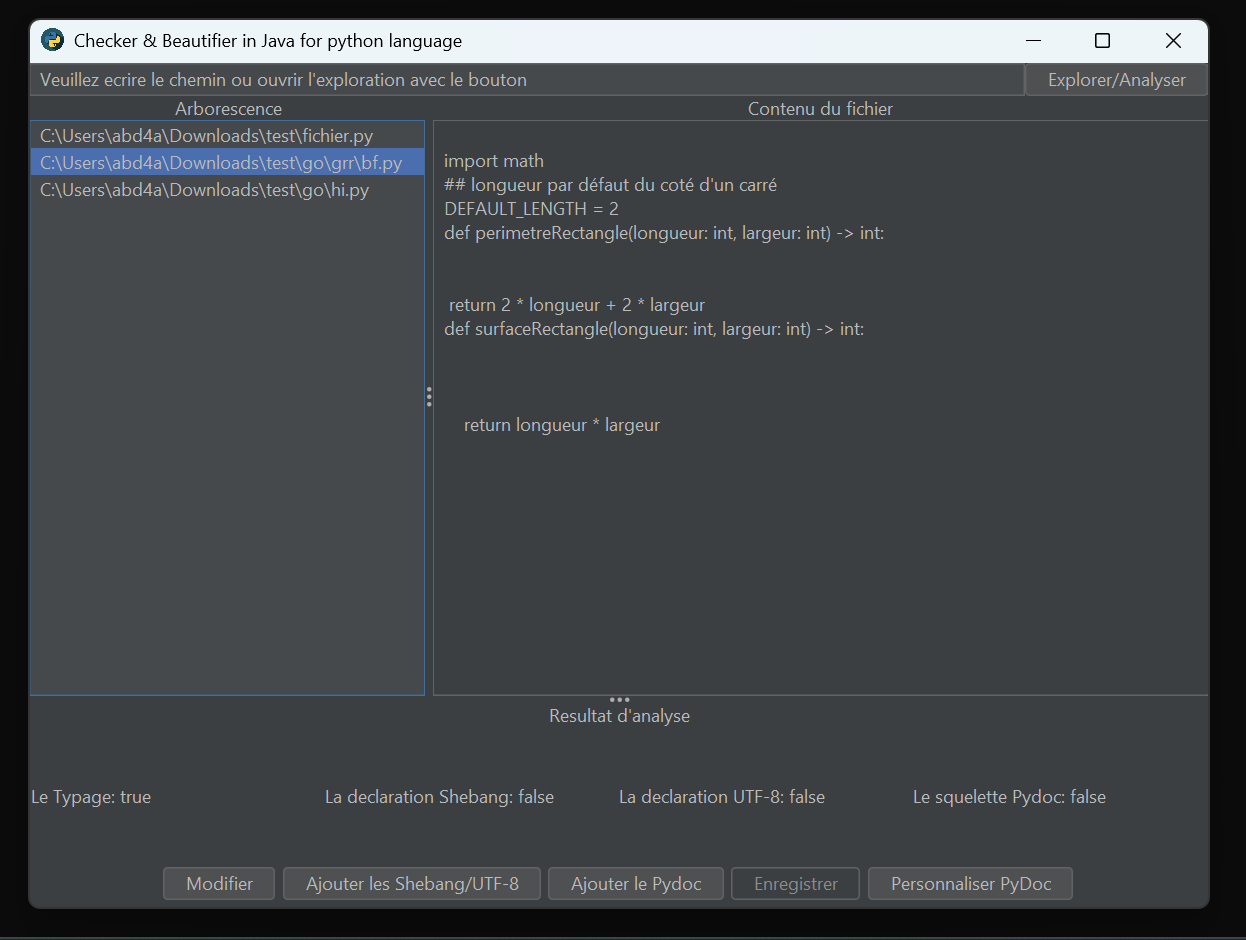 Checker & Beautifier in Java for python language
Veuillez ecrire le chemin ou ouvrir l'exploration avec le bouton
Explorer/Analyser
Arborescence
Contenu du fichier
C:\Users\abd4a\Downloads\test\fichier.py
C:\Users\abd4a\Downloads\test\go\grr\bf.py
C:\Users\abd4a\Downloads\test\go\hi.py
import math
## longueur par défaut du coté d'un carré
DEFAULT_LENGTH = 2
def perimetreRectangle(longueur: int, largeur: int) -> int:
return 2 * longueur + 2 * largeur
def surfaceRectangle(longueur: int, largeur: int) -> int:
return longueur * largeur
Resultat d'analyse
Le Typage: true
La declaration Shebang: false
La declaration UTF-8: false
Le squelette Pydoc: false
Modifier
Ajouter les Shebang/UTF-8
Ajouter le Pydoc
Enregistrer
Personnaliser PyDoc